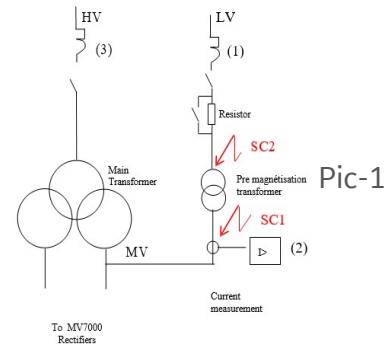 HV
LV
(3)
(1)
Resistor
SC2
Main
Transformer
Pre magnétisation
transformer
Pic-1
SC1
MV
(2)
I>
Current
measurement
To MV7000
Rectifiers